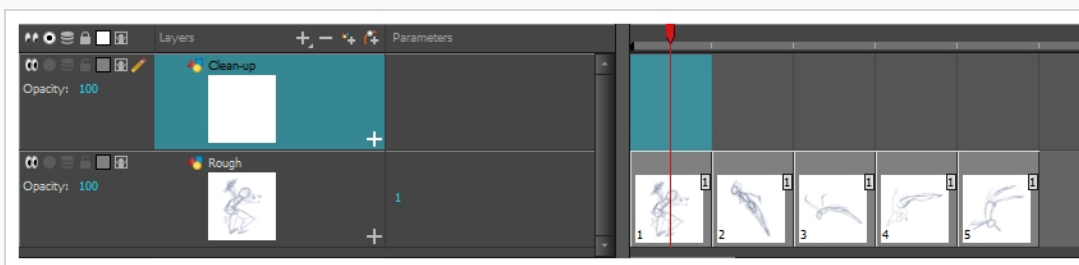 Layers Parameters
Clean-up
Opacity: 100
Rough
Opacity: 100
1
1 1 1 1 1
1 2 3 4 5